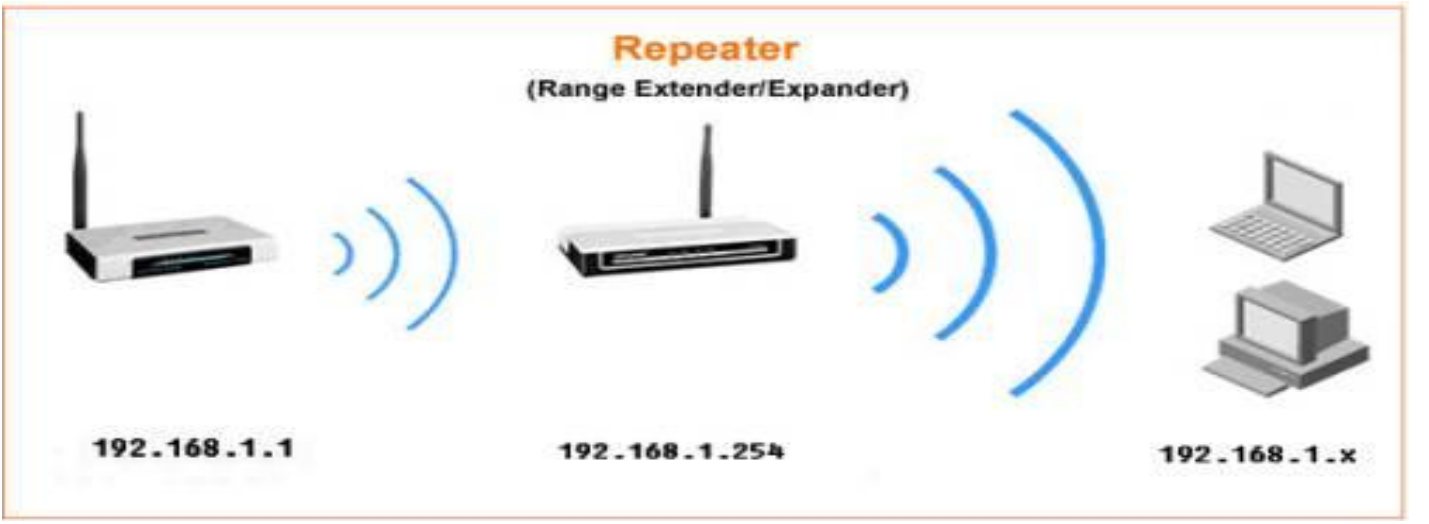 Repeater
(Range Extender/Expander)
192.168.1.1
192.168.1.254
192.168.1.x